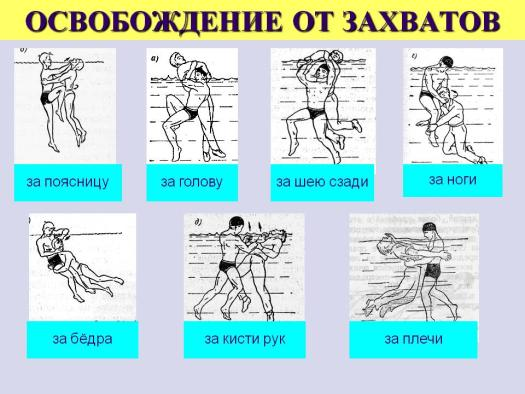 ОСВОБОЖДЕНИЕ ОТ ЗАХВАТОВ
а)
за поясницу
за голову
за шею сзади
за ноги
д)
за бёдра
за кисти рук
за плечи